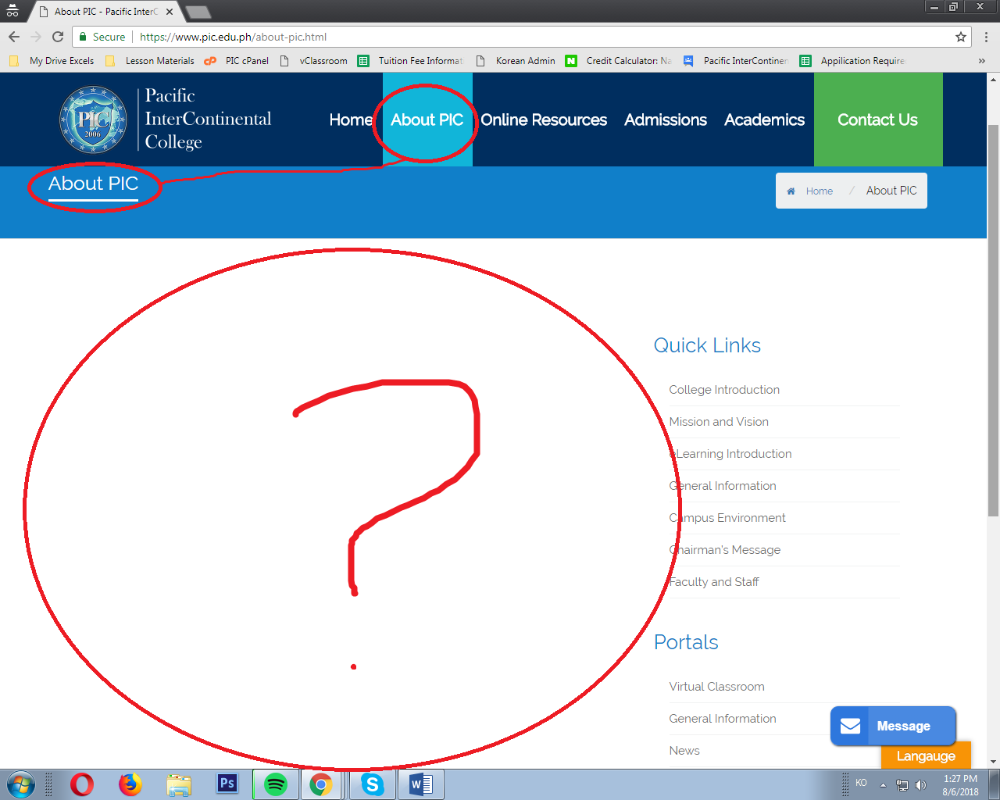 About PIC - Pacific InterC
Secure
https://www.pic.edu.ph/about-pic.html
My Drive Excels
Lesson Materials
PIC cPanel
vClassroom
Tuition Fee Informat
Korean Admin
Credit Calculator: Na
Pacific InterContinen
Appilication Require
»
PIC
2006
Pacific
InterContinental
College
Home
About PIC
Online Resources
Admissions
Academics
Contact Us
About PIC
Home / About PIC
?
Quick Links
College Introduction
Mission and Vision
eLearning Introduction
General Information
Campus Environment
Chairman's Message
Faculty and Staff
Portals
Virtual Classroom
General Information
News
Message
Langauge
Ps
KO
1:27 PM
8/6/2018